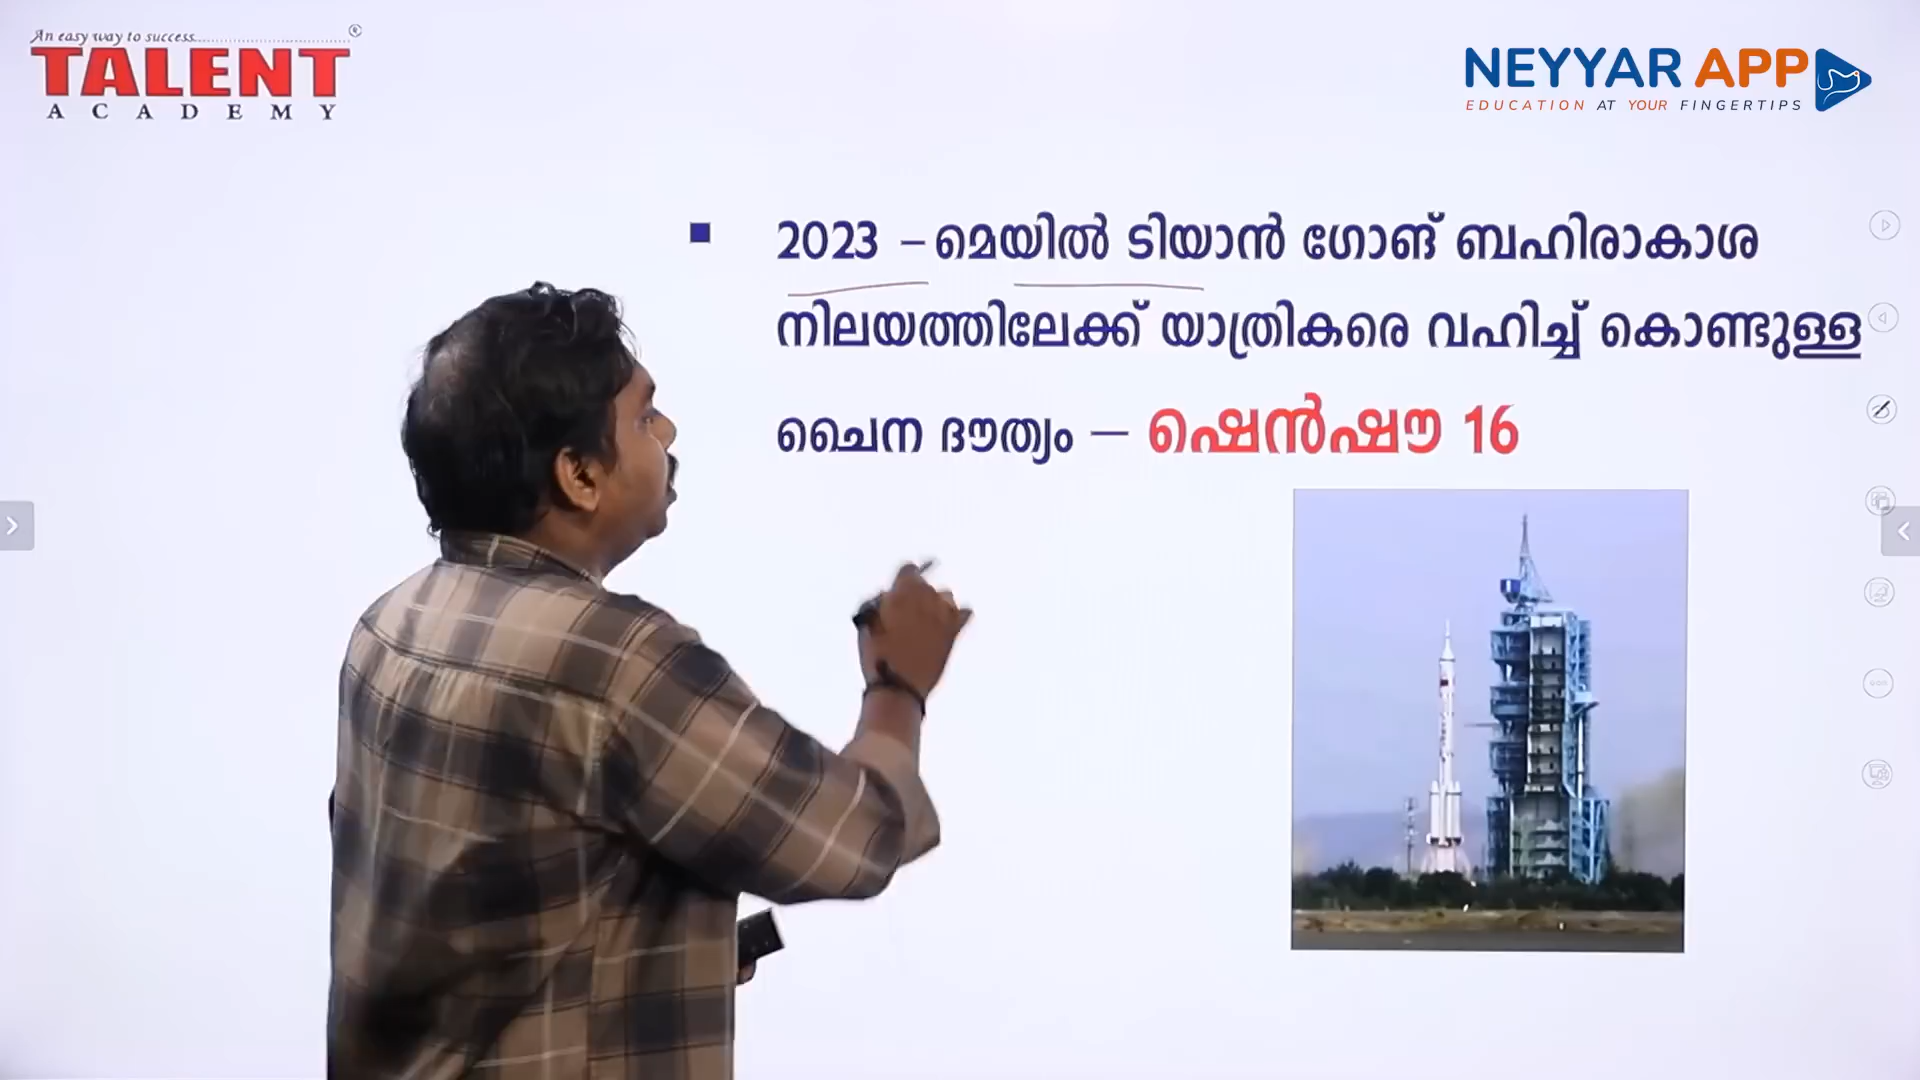 An easy way to success
TALENT
ACADEMY
NEYYAR APP
EDUCATION AT YOUR FINGERTIPS
2023 – മെയിൽ ടിയാൻ ഗോങ് ബഹിരാകാശ
നിലയത്തിലേക്ക് യാത്രികരെ വഹിച്ച് കൊണ്ടുള്ള
ചൈന ദൗത്യം – ഷെൻഷൗ 16